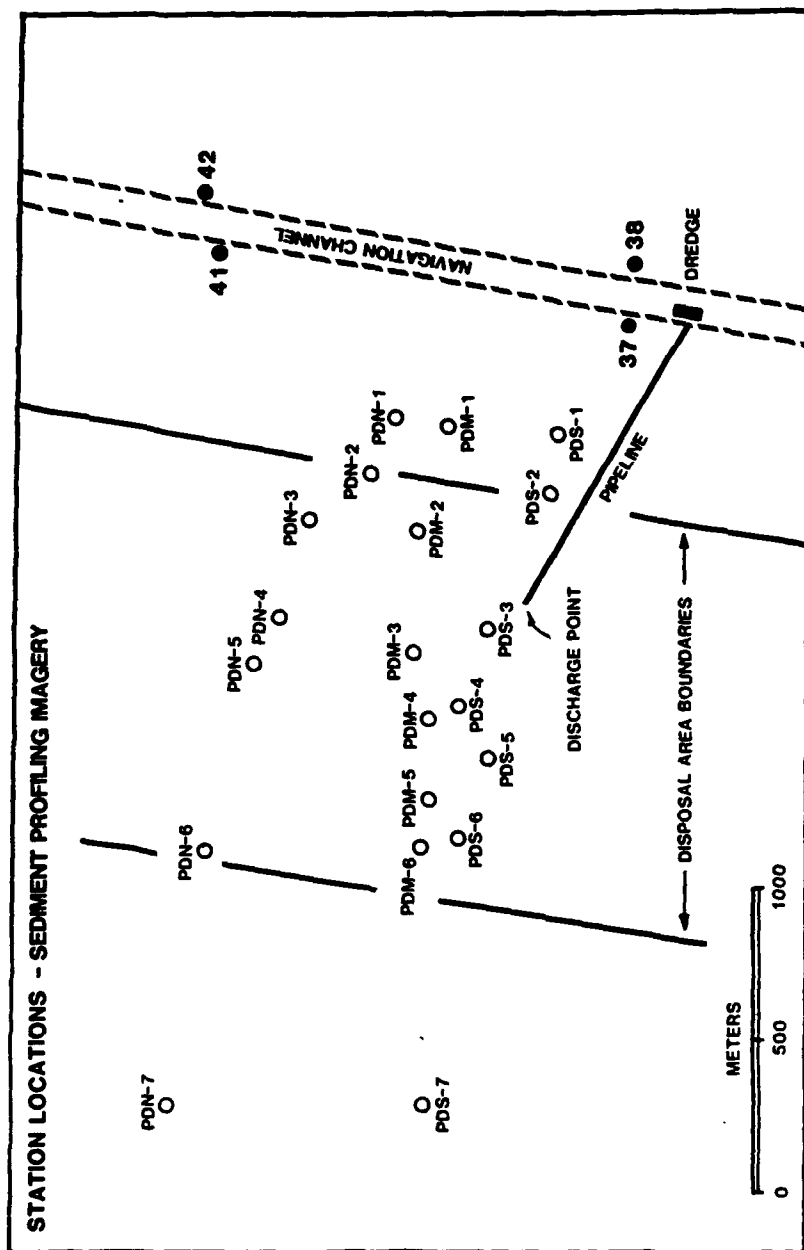 STATION LOCATIONS - SEDIMENT PROFILING IMAGERY
42
41
NAVIGATION CHANNEL
38
37
DREDGE
PDN-1
PDN-2
PDN-3
PDN-4
PDN-5
PDN-6
PDN-7
PDM-1
PDM-2
PDM-3
PDM-4
PDM-5
PDM-6
PDS-1
PDS-2
PDS-3
PDS-4
PDS-5
PDS-6
PDS-7
PIPELINE
DISCHARGE POINT
DISPOSAL AREA BOUNDARIES
METERS
0 500 1000